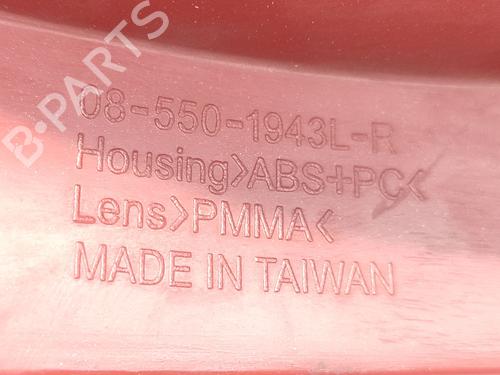 B-PARTS
08-550-1943L-R
Housing>ABS+PC<
Lens>PMMA<
MADE IN TAIWAN